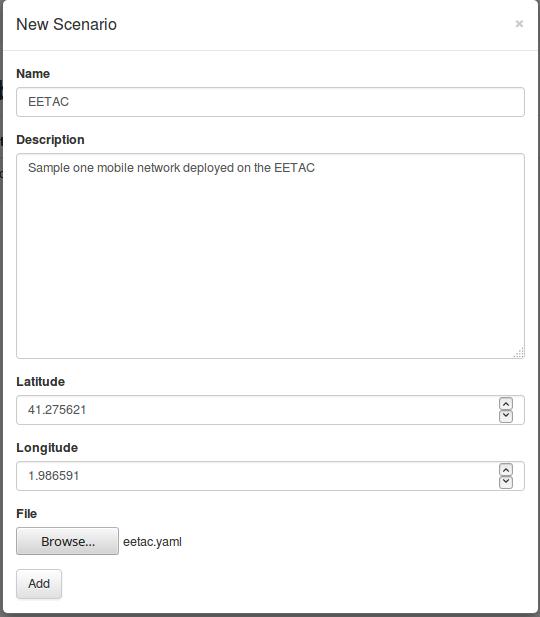 New Scenario ×
Name
EETAC
Description
Sample one mobile network deployed on the EETAC
Latitude
41.275621
Longitude
1.986591
File
Browse... eetac.yaml
Add